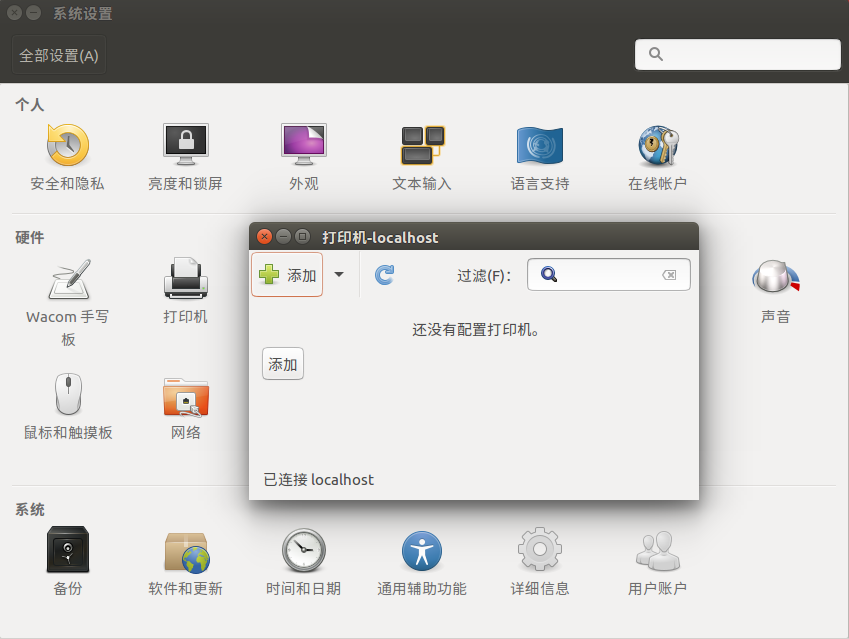 系统设置
全部设置(A)
个人
安全和隐私
亮度和锁屏
外观
文本输入
语言支持
在线帐户
硬件
打印机-localhost
添加
过滤(F):
还没有配置打印机。
添加
已连接 localhost
Wacom 手写
板
打印机
声音
鼠标和触摸板
网络
系统
备份
软件和更新
时间和日期
通用辅助功能
详细信息
用户账户